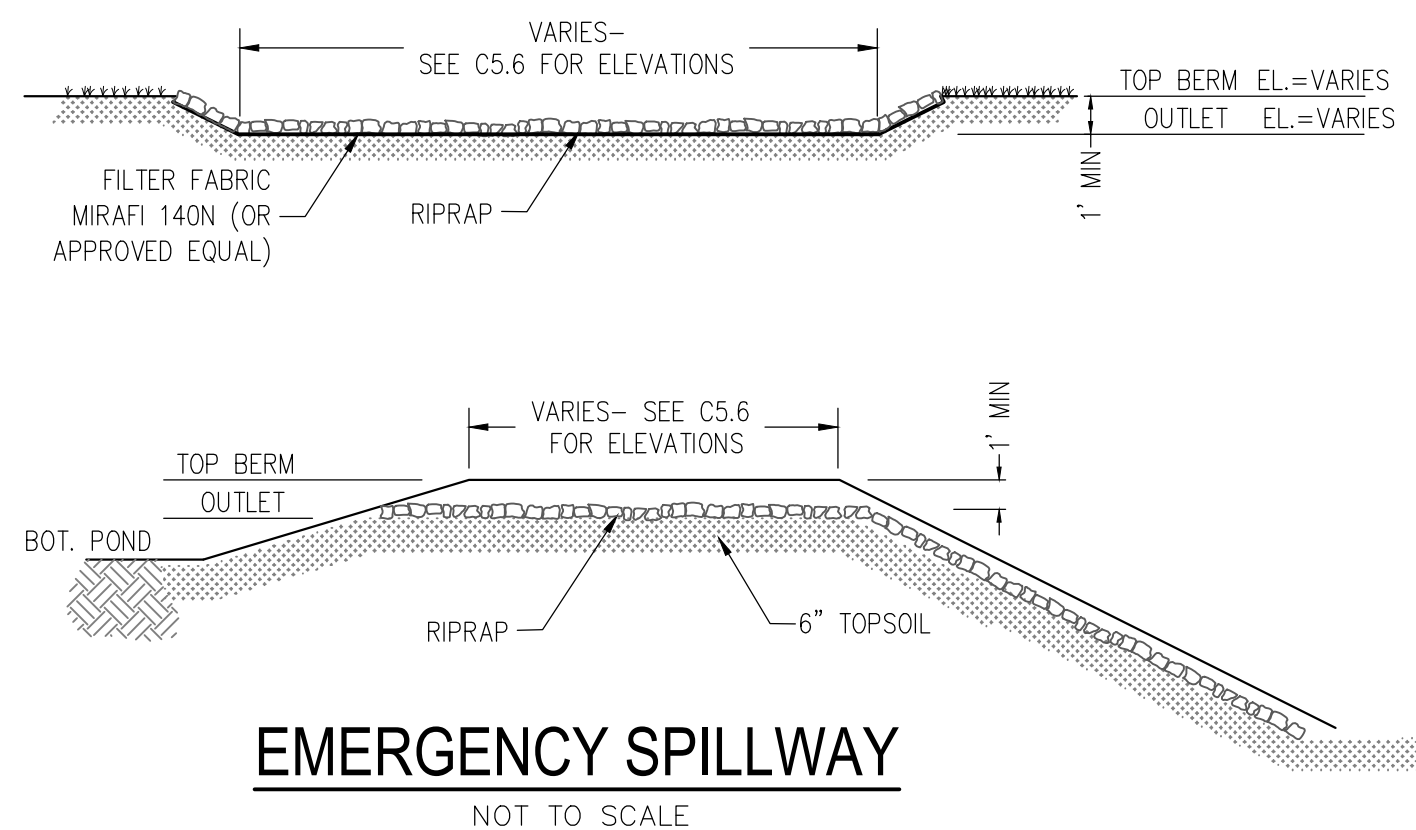 VARIES-
SEE C5.6 FOR ELEVATIONS
TOP BERM EL.=VARIES
OUTLET EL.=VARIES
1' MIN
FILTER FABRIC
MIRAFI 140N (OR
APPROVED EQUAL)
RIPRAP
VARIES- SEE C5.6
FOR ELEVATIONS
1' MIN
TOP BERM
OUTLET
BOT. POND
RIPRAP
6" TOPSOIL
EMERGENCY SPILLWAY
NOT TO SCALE